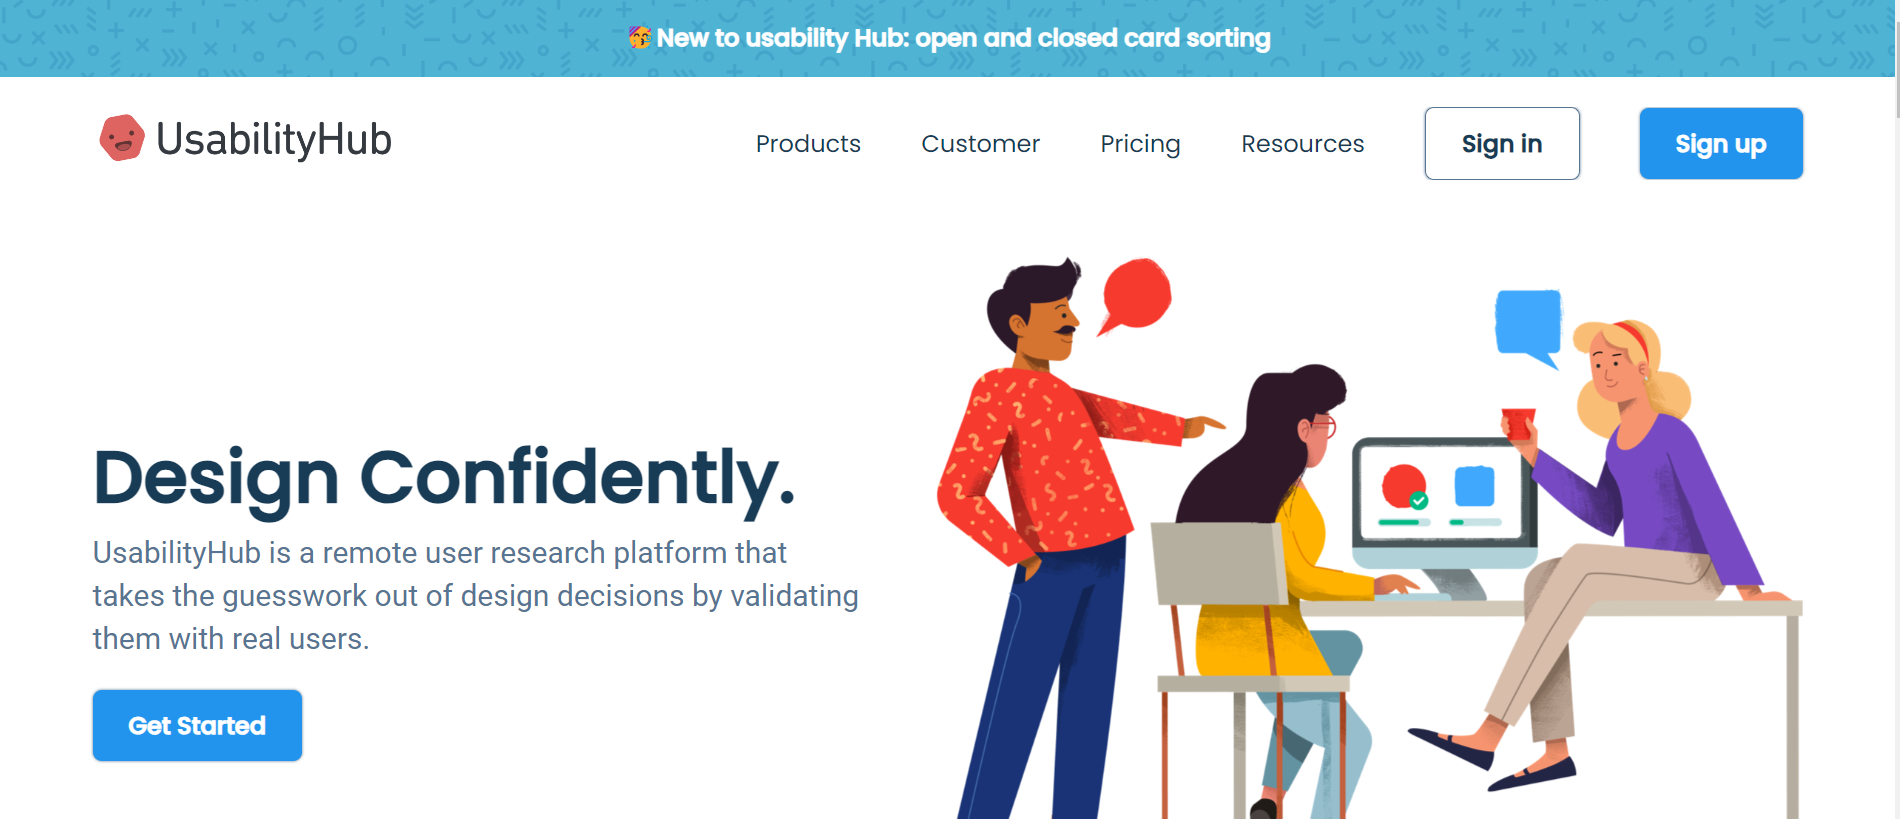 🥳 New to usability Hub: open and closed card sorting
UsabilityHub
Products
Customer
Pricing
Resources
Sign in
Sign up
Design Confidently.
UsabilityHub is a remote user research platform that
takes the guesswork out of design decisions by validating
them with real users.
Get Started